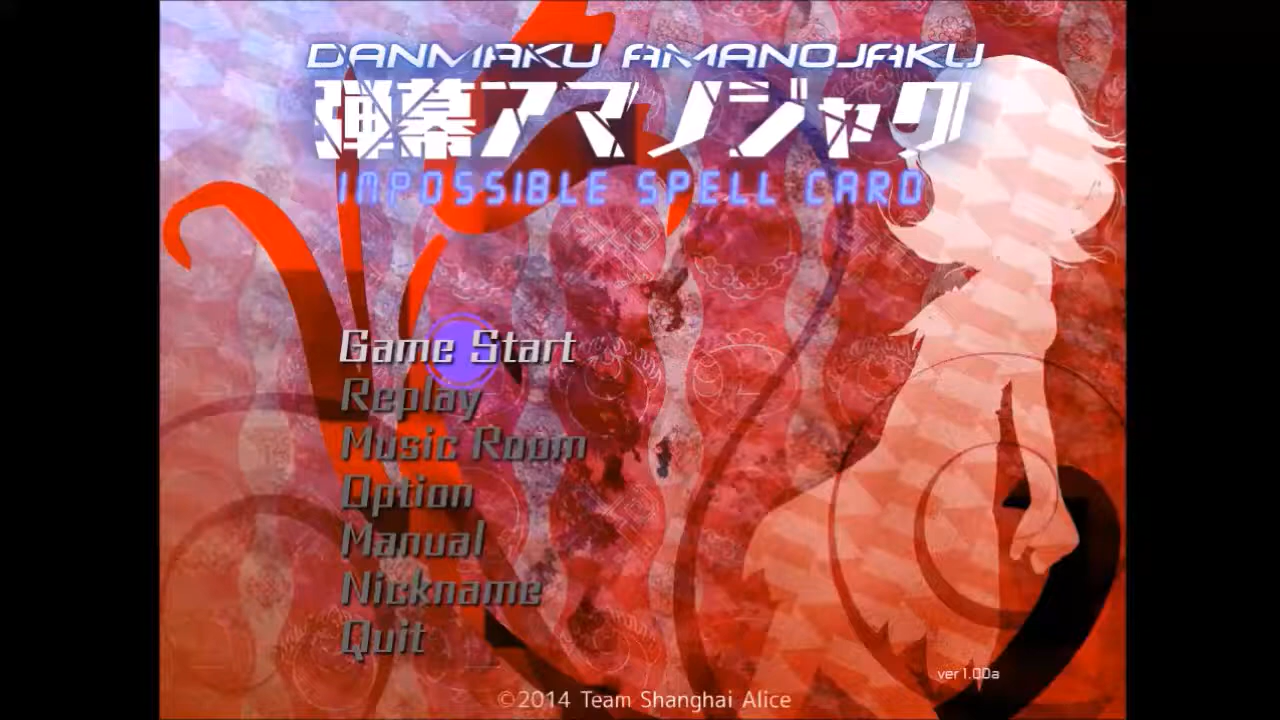 DANMAKU AMANOJAKU
弾幕アマノジャク
IMPOSSIBLE SPELL CARD
Game Start
Replay
Music Room
Option
Manual
Nickname
Quit
ver1.00a
©2014 Team Shanghai Alice